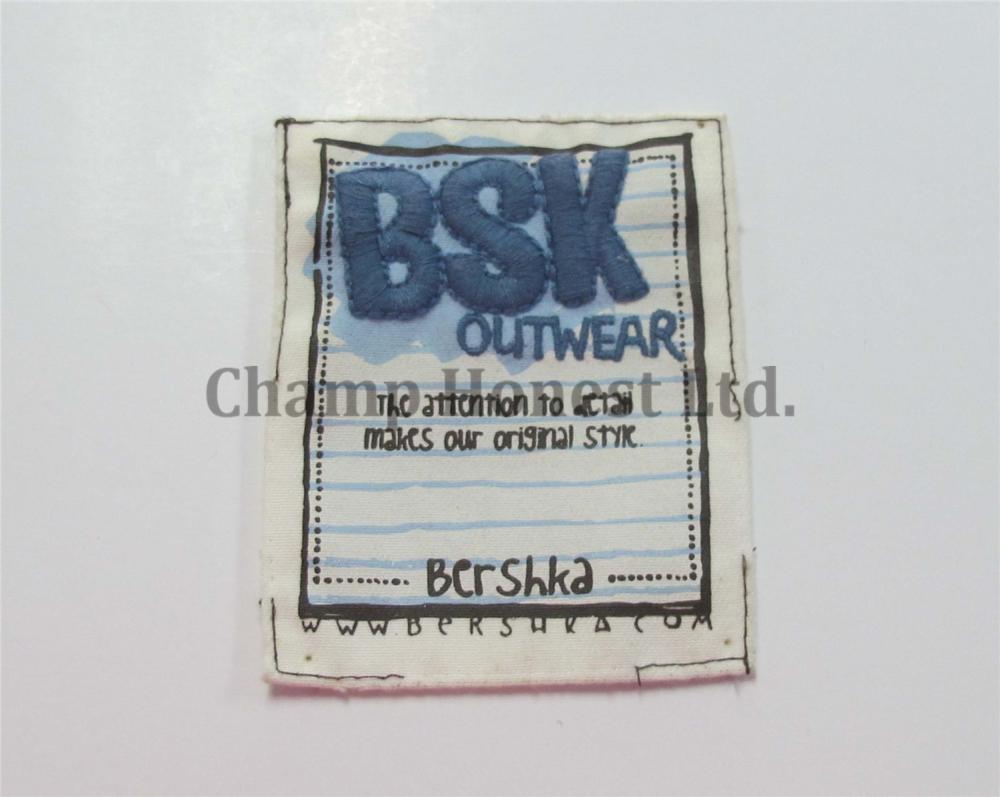 BSK
OUTWEAR
Champ Honest Ltd.
The attention to detail
makes our original style.
Bershka
WWW.BERSHKA.COM